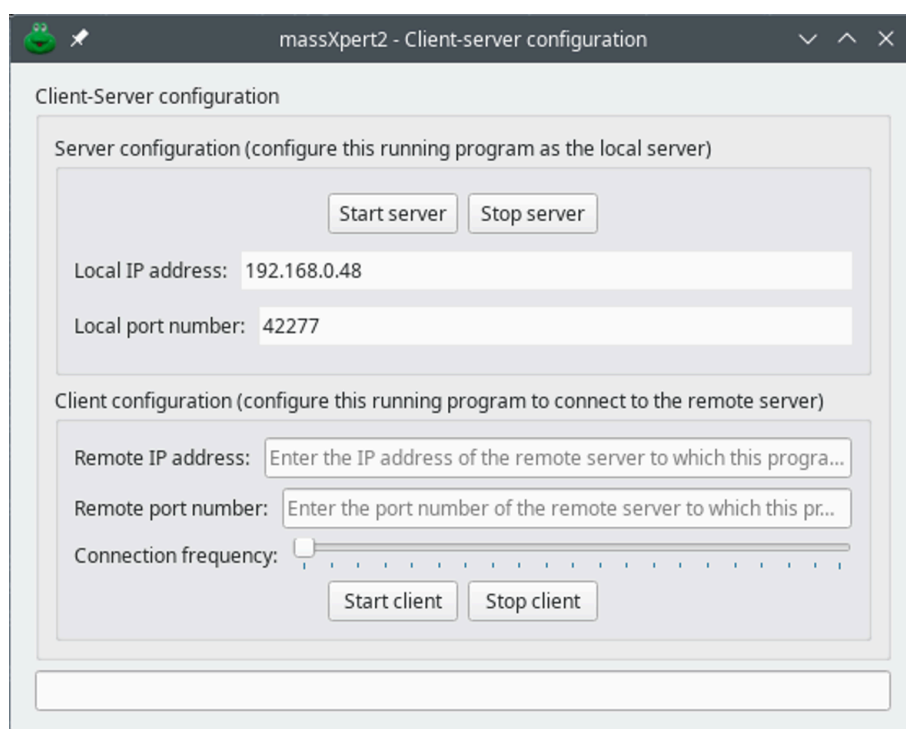 massXpert2 - Client-server configuration
Client-Server configuration
Server configuration (configure this running program as the local server)
Start server Stop server
Local IP address: 192.168.0.48
Local port number: 42277
Client configuration (configure this running program to connect to the remote server)
Remote IP address: Enter the IP address of the remote server to which this progra...
Remote port number: Enter the port number of the remote server to which this pr...
Connection frequency:
Start client Stop client